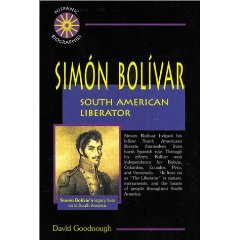 HISPANIC
BIOGRAPHIES
SIMÓN BOLÍVAR
SOUTH AMERICAN
LIBERATOR
Simón Bolívar helped his
fellow South Americans
liberate themselves from
harsh Spanish rule. Through
his efforts, Bolívar won
independence for Bolivia,
Colombia, Ecuador, Peru,
and Venezuela. He lives on
as "The Liberator" in statues,
monuments, and the hearts
of people throughout South
America.
Simón Bolívar's legacy lives
on in South America.
David Goodnough